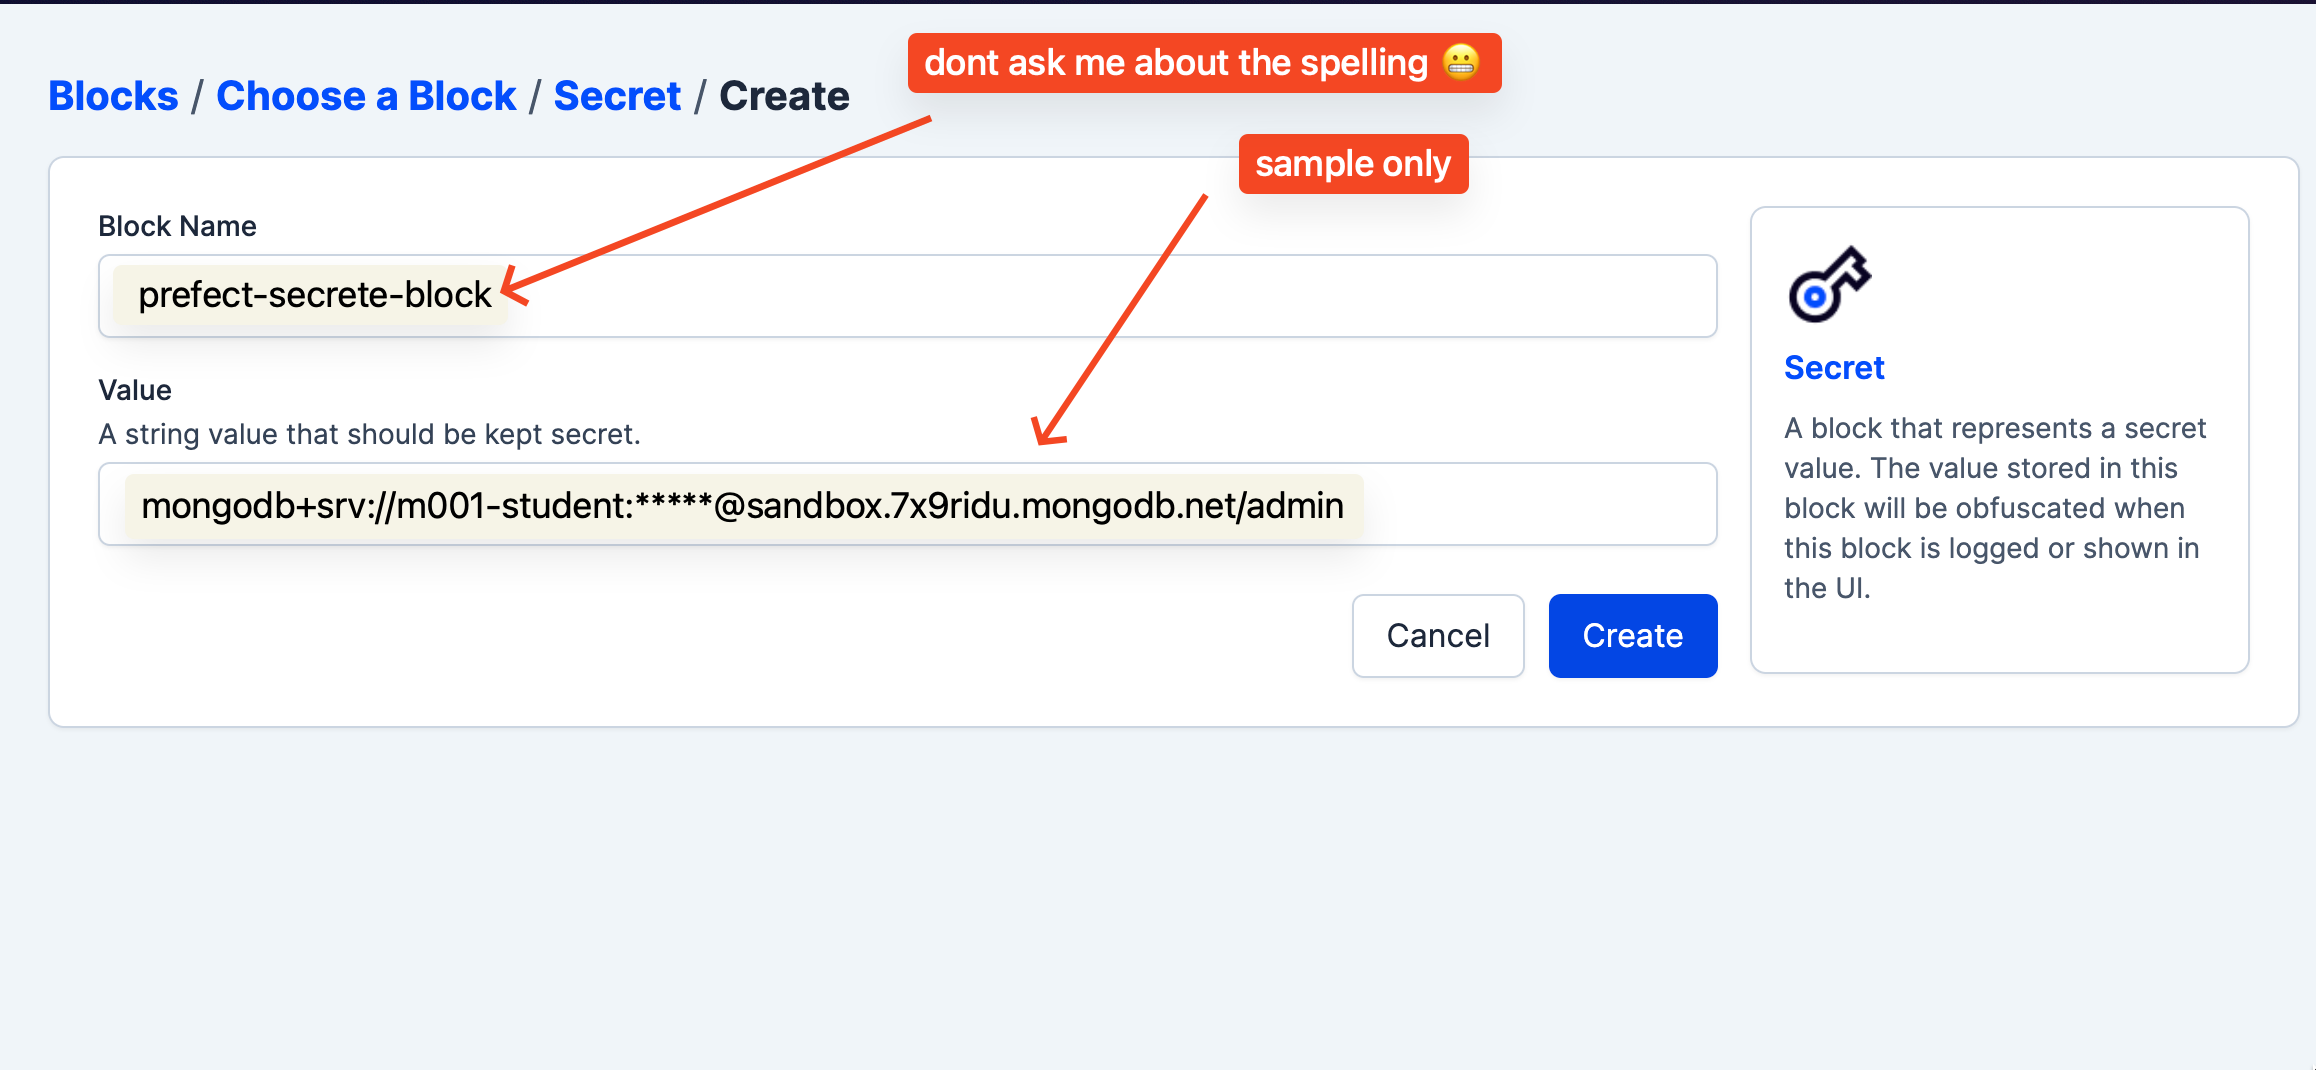 dont ask me about the spelling 😬
Blocks / Choose a Block / Secret / Create
sample only
Block Name
prefect-secrete-block
Value
A string value that should be kept secret.
mongodb+srv://m001-student:*****@sandbox.7x9ridu.mongodb.net/admin
Cancel
Create
Secret
A block that represents a secret
value. The value stored in this
block will be obfuscated when
this block is logged or shown in
the UI.